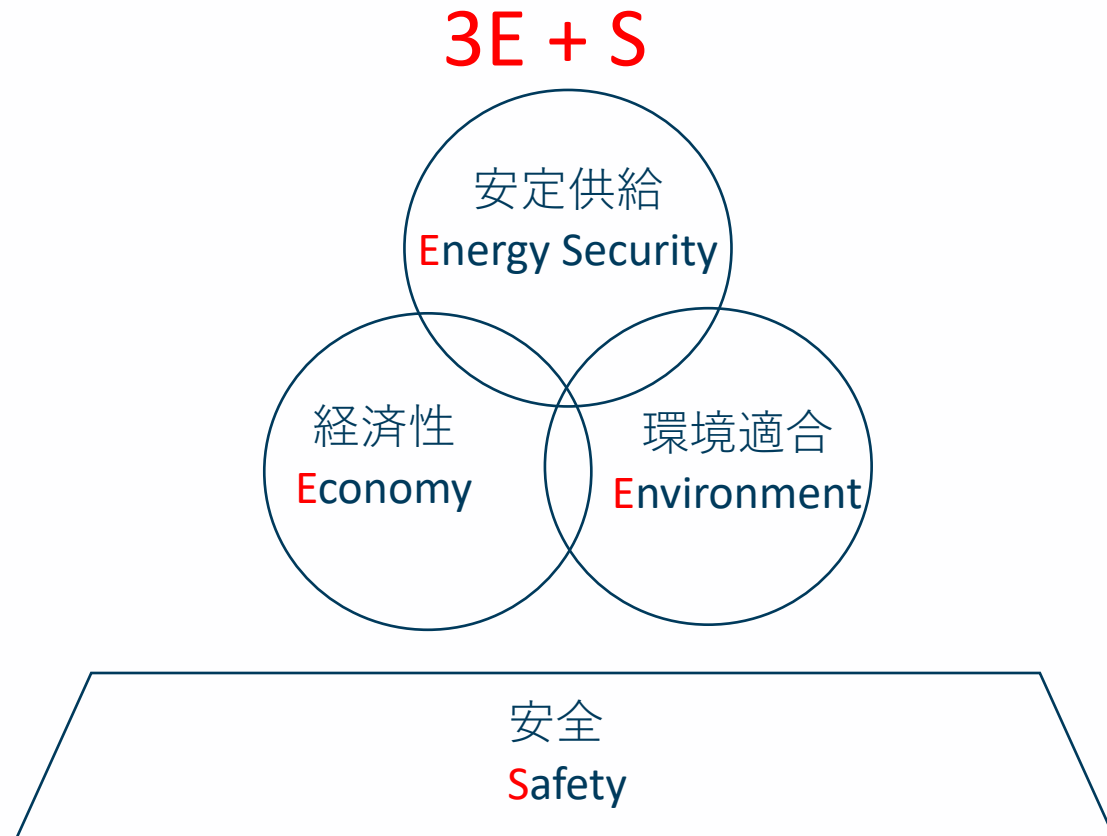 3E + S
安定供給
Energy Security
経済性
Economy
環境適合
Environment
安全
Safety